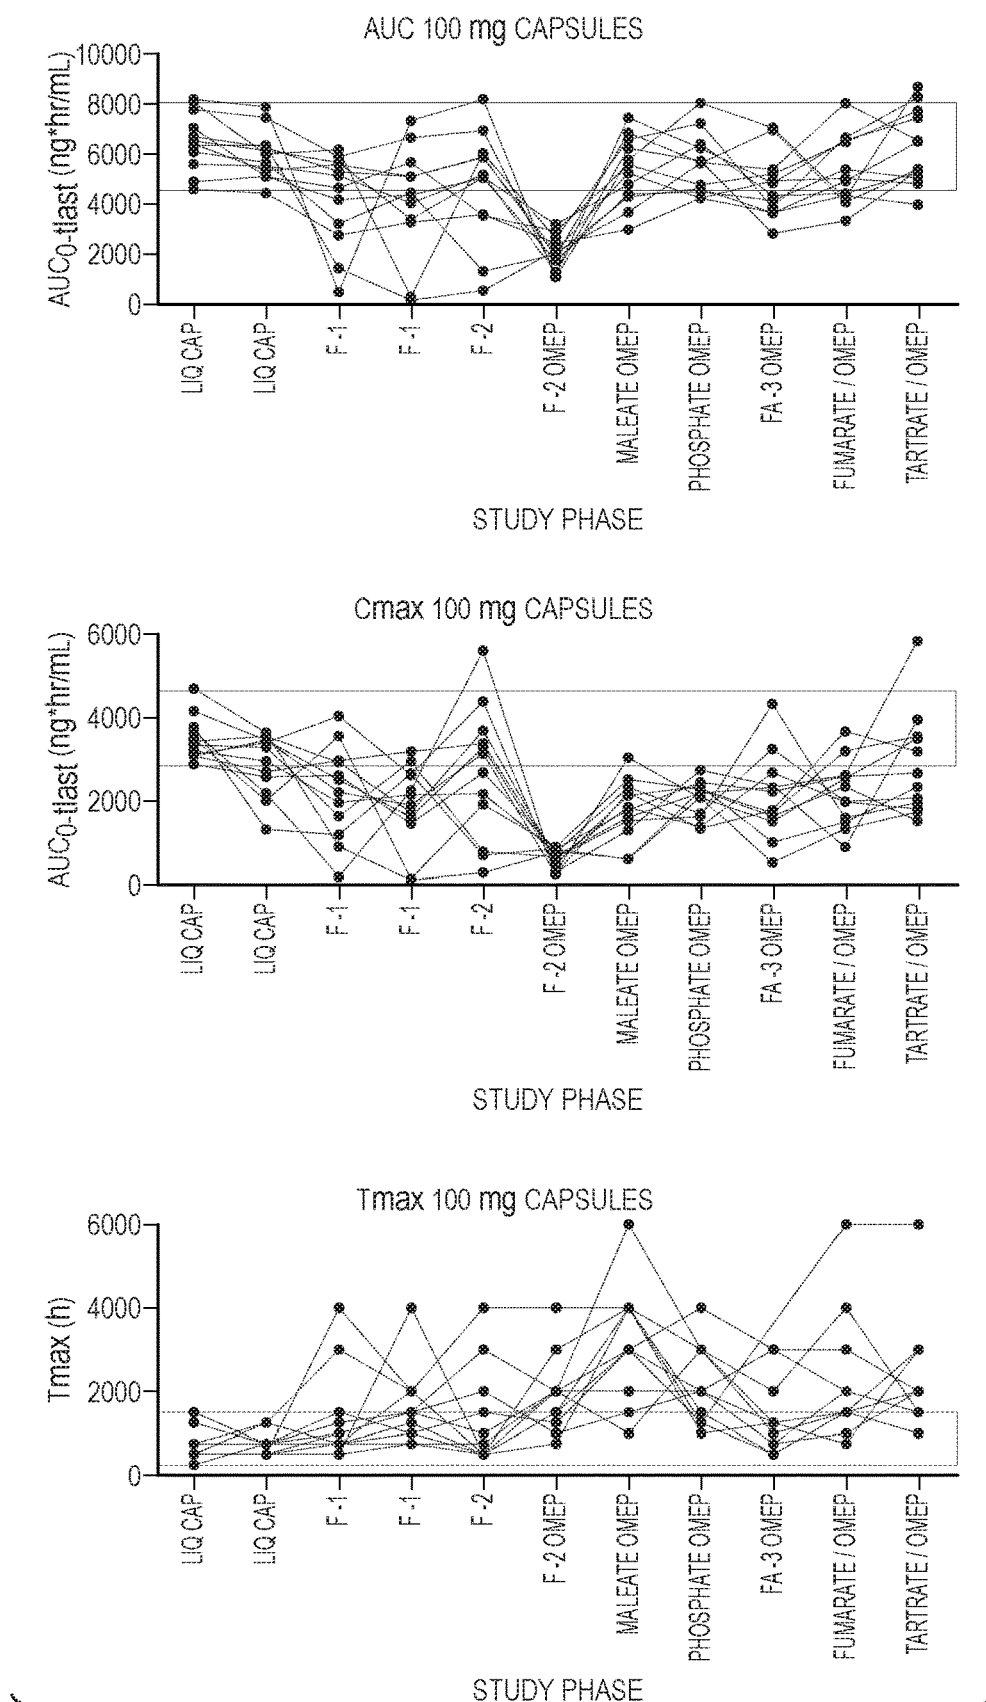 AUC 100 mg CAPSULES
AUC0-tlast (ng*hr/mL)
10000
8000
6000
4000
2000
0
LIQ CAP
LIQ CAP
F -1
F -1
F -2
F -2 OMEP
MALEATE OMEP
PHOSPHATE OMEP
FA -3 OMEP
FUMARATE / OMEP
TARTRATE / OMEP
STUDY PHASE
Cmax 100 mg CAPSULES
AUC0-tlast (ng*hr/mL)
6000
4000
2000
0
LIQ CAP
LIQ CAP
F -1
F -1
F -2
F -2 OMEP
MALEATE OMEP
PHOSPHATE OMEP
FA -3 OMEP
FUMARATE / OMEP
TARTRATE / OMEP
STUDY PHASE
Tmax 100 mg CAPSULES
Tmax (h)
6000
4000
2000
0
LIQ CAP
LIQ CAP
F -1
F -1
F -2
F -2 OMEP
MALEATE OMEP
PHOSPHATE OMEP
FA -3 OMEP
FUMARATE / OMEP
TARTRATE / OMEP
STUDY PHASE